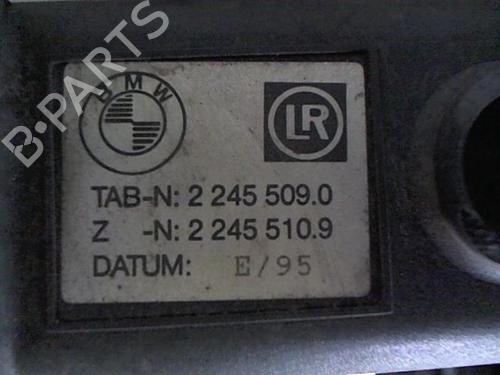 BMW
LR
TAB-N: 2 245 509.0
Z -N: 2 245 510.9
DATUM: E/95
B-PARTS